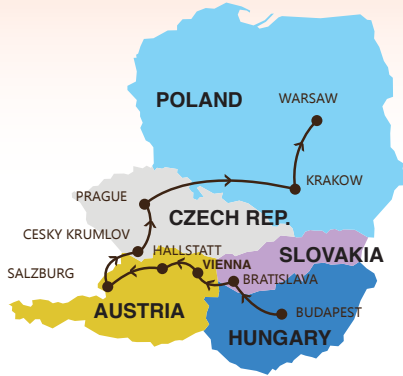 POLAND
WARSAW
KRAKOW
PRAGUE
CZECH REP.
CESKY KRUMLOV
HALLSTATT
SLOVAKIA
VIENNA
SALZBURG
BRATISLAVA
AUSTRIA
BUDAPEST
HUNGARY